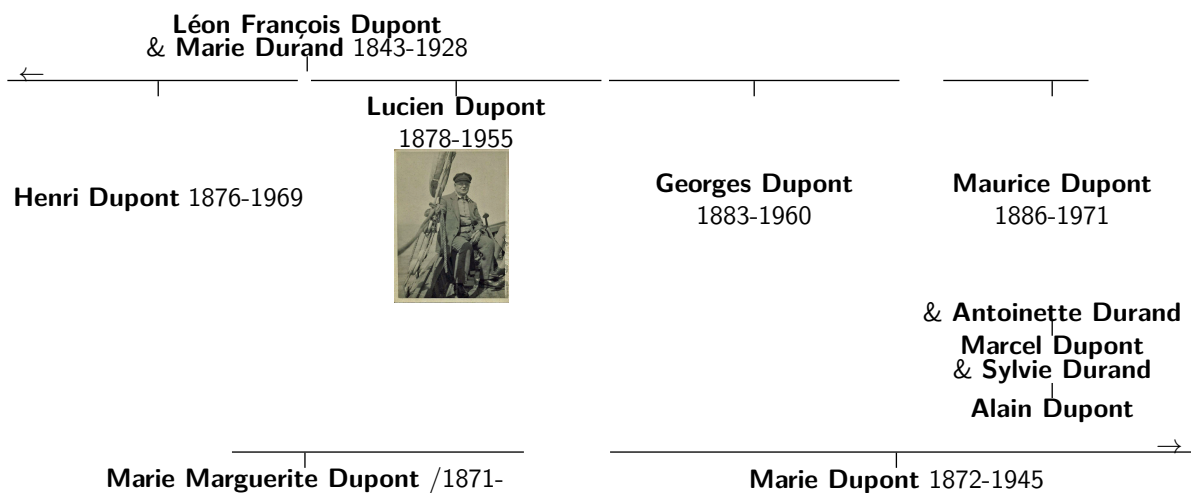 Léon François Dupont
& Marie Durand 1843-1928
←
Lucien Dupont
1878-1955
Henri Dupont 1876-1969
Georges Dupont
1883-1960
Maurice Dupont
1886-1971
& Antoinette Durand
Marcel Dupont
& Sylvie Durand
Alain Dupont
→
Marie Marguerite Dupont /1871-
Marie Dupont 1872-1945